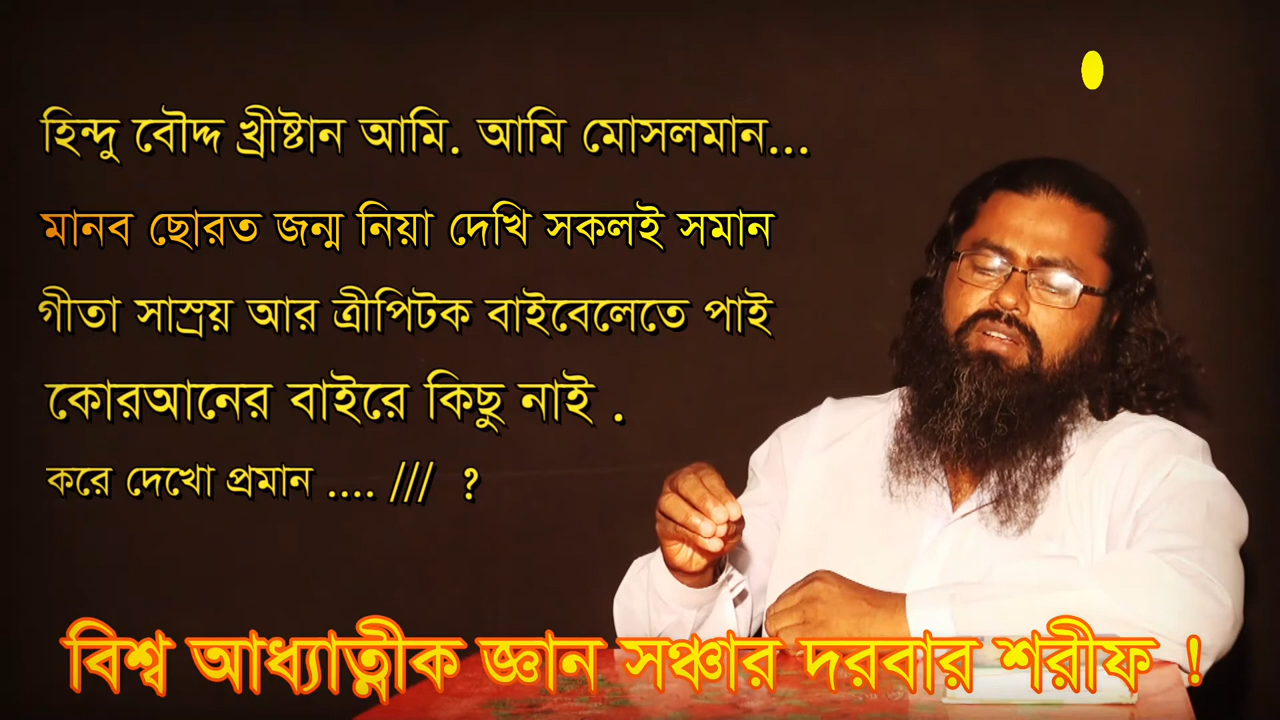 হিন্দু বৌদ্দ খ্রীষ্টান আমি. আমি মোসলমান...
মানব ছোরত জন্ম নিয়া দেখি সকলই সমান
গীতা সাস্রয় আর ত্রীপিটক বাইবেলেতে পাই
কোরআনের বাইরে কিছু নাই .
করে দেখো প্রমান .... /// ?
বিশ্ব আধ্যাত্নীক জ্ঞান সঞ্চার দরবার শরীফ !